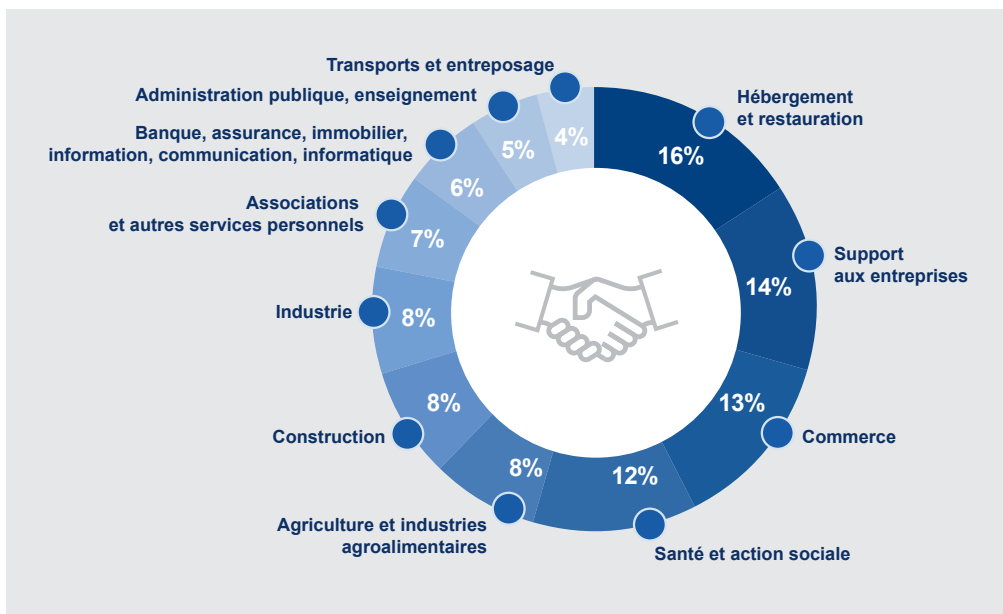 Transports et entreposage
4%
Administration publique, enseignement
5%
Banque, assurance, immobilier,
information, communication, informatique
6%
Associations
et autres services personnels
7%
Industrie
8%
Construction
8%
Agriculture et industries
agroalimentaires
8%
Hébergement
et restauration
16%
Support
aux entreprises
14%
Commerce
13%
Santé et action sociale
12%